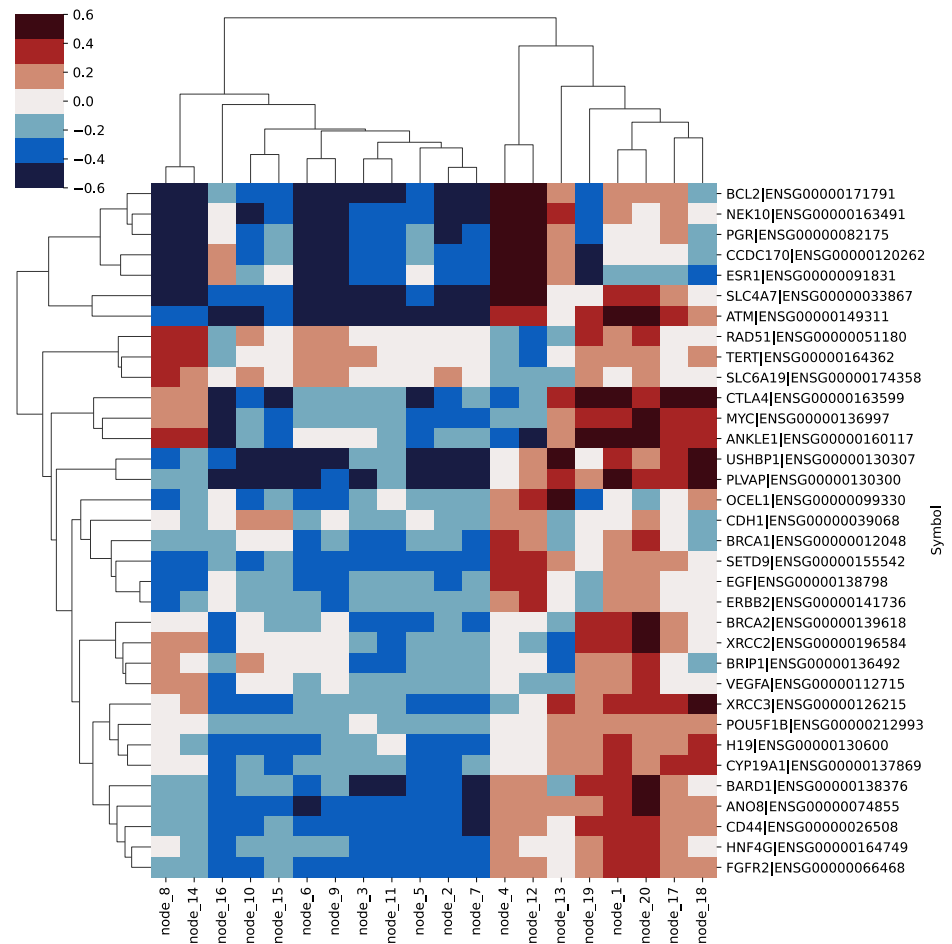 0.6
0.4
0.2
0.0
−0.2
−0.4
−0.6
BCL2|ENSG00000171791
NEK10|ENSG00000163491
PGR|ENSG00000082175
CCDC170|ENSG00000120262
ESR1|ENSG00000091831
SLC4A7|ENSG00000033867
ATM|ENSG00000149311
RAD51|ENSG00000051180
TERT|ENSG00000164362
SLC6A19|ENSG00000174358
CTLA4|ENSG00000163599
MYC|ENSG00000136997
ANKLE1|ENSG00000160117
USHBP1|ENSG00000130307
PLVAP|ENSG00000130300
OCEL1|ENSG00000099330
CDH1|ENSG00000039068
BRCA1|ENSG00000012048
SETD9|ENSG00000155542
EGF|ENSG00000138798
ERBB2|ENSG00000141736
BRCA2|ENSG00000139618
XRCC2|ENSG00000196584
BRIP1|ENSG00000136492
VEGFA|ENSG00000112715
XRCC3|ENSG00000126215
POU5F1B|ENSG00000212993
H19|ENSG00000130600
CYP19A1|ENSG00000137869
BARD1|ENSG00000138376
ANO8|ENSG00000074855
CD44|ENSG00000026508
HNF4G|ENSG00000164749
FGFR2|ENSG00000066468
Symbol
node_8
node_14
node_16
node_10
node_15
node_6
node_9
node_3
node_11
node_5
node_2
node_7
node_4
node_12
node_13
node_19
node_1
node_20
node_17
node_18